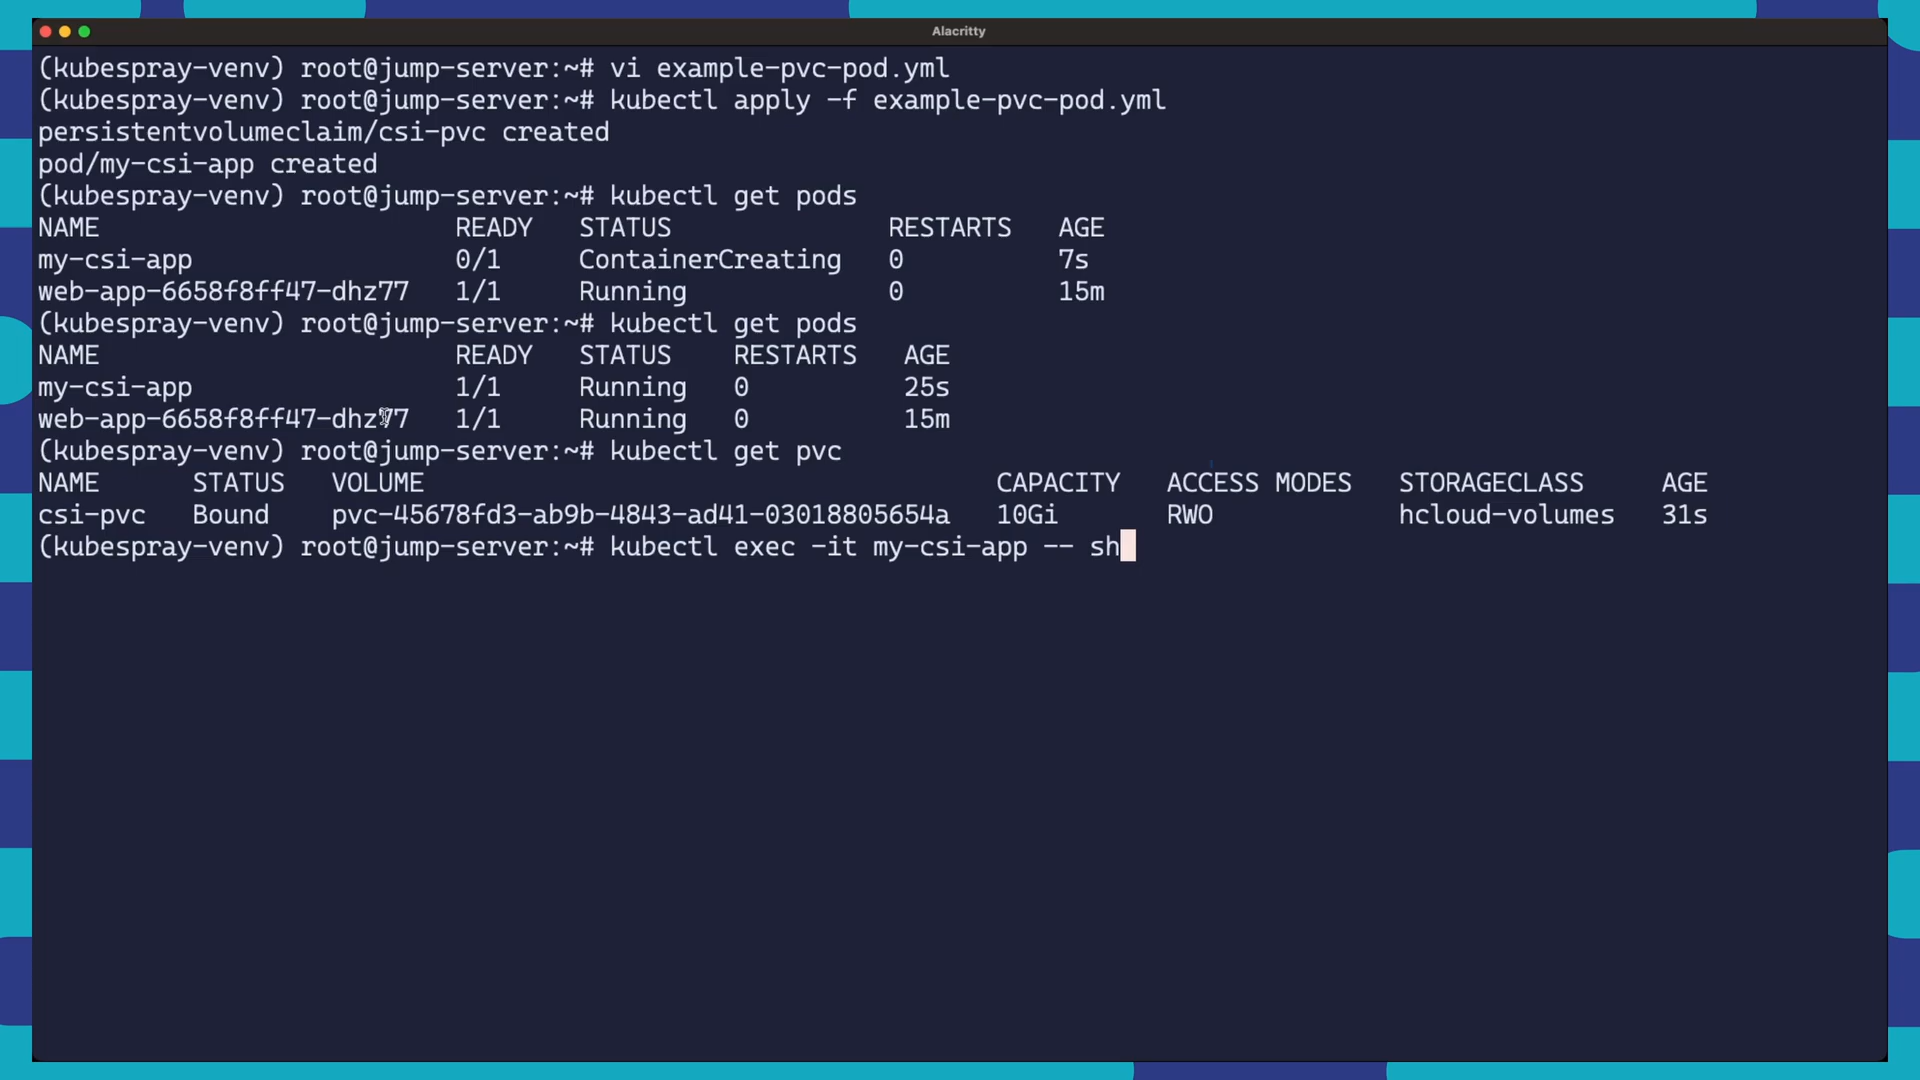 Alacritty
(kubespray-venv) root@jump-server:~# vi example-pvc-pod.yml
(kubespray-venv) root@jump-server:~# kubectl apply -f example-pvc-pod.yml
persistentvolumeclaim/csi-pvc created
pod/my-csi-app created
(kubespray-venv) root@jump-server:~# kubectl get pods
NAME READY STATUS RESTARTS AGE
my-csi-app 0/1 ContainerCreating 0 7s
web-app-6658f8ff47-dhz77 1/1 Running 0 15m
(kubespray-venv) root@jump-server:~# kubectl get pods
NAME READY STATUS RESTARTS AGE
my-csi-app 1/1 Running 0 25s
web-app-6658f8ff47-dhz77 1/1 Running 0 15m
(kubespray-venv) root@jump-server:~# kubectl get pvc
NAME STATUS VOLUME CAPACITY ACCESS MODES STORAGECLASS AGE
csi-pvc Bound pvc-45678fd3-ab9b-4843-ad41-03018805654a 10Gi RWO hcloud-volumes 31s
(kubespray-venv) root@jump-server:~# kubectl exec -it my-csi-app -- sh